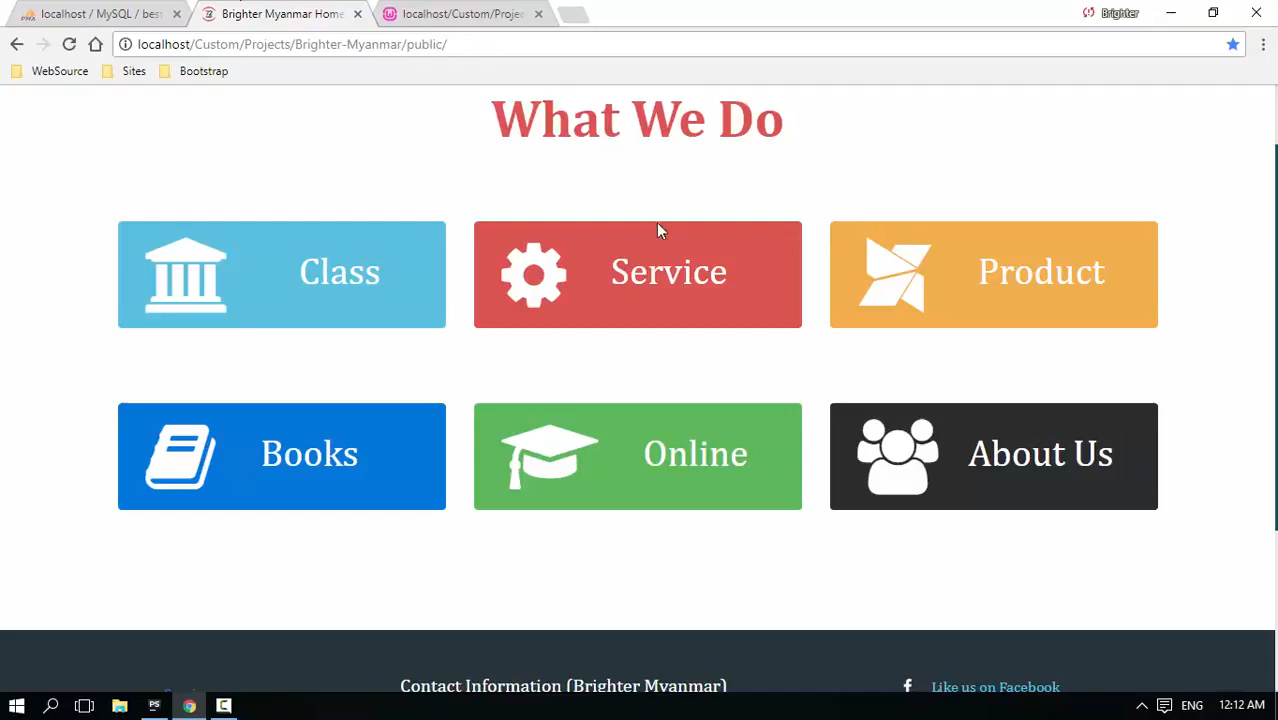 localhost / MySQL / best
Brighter Myanmar Home
localhost/Custom/Projec
Brighter
localhost/Custom/Projects/Brighter-Myanmar/public/
WebSource Sites Bootstrap
What We Do
Class Service Product
Books Online About Us
Contact Information (Brighter Myanmar)
Like us on Facebook
PS C ENG 12:12 AM